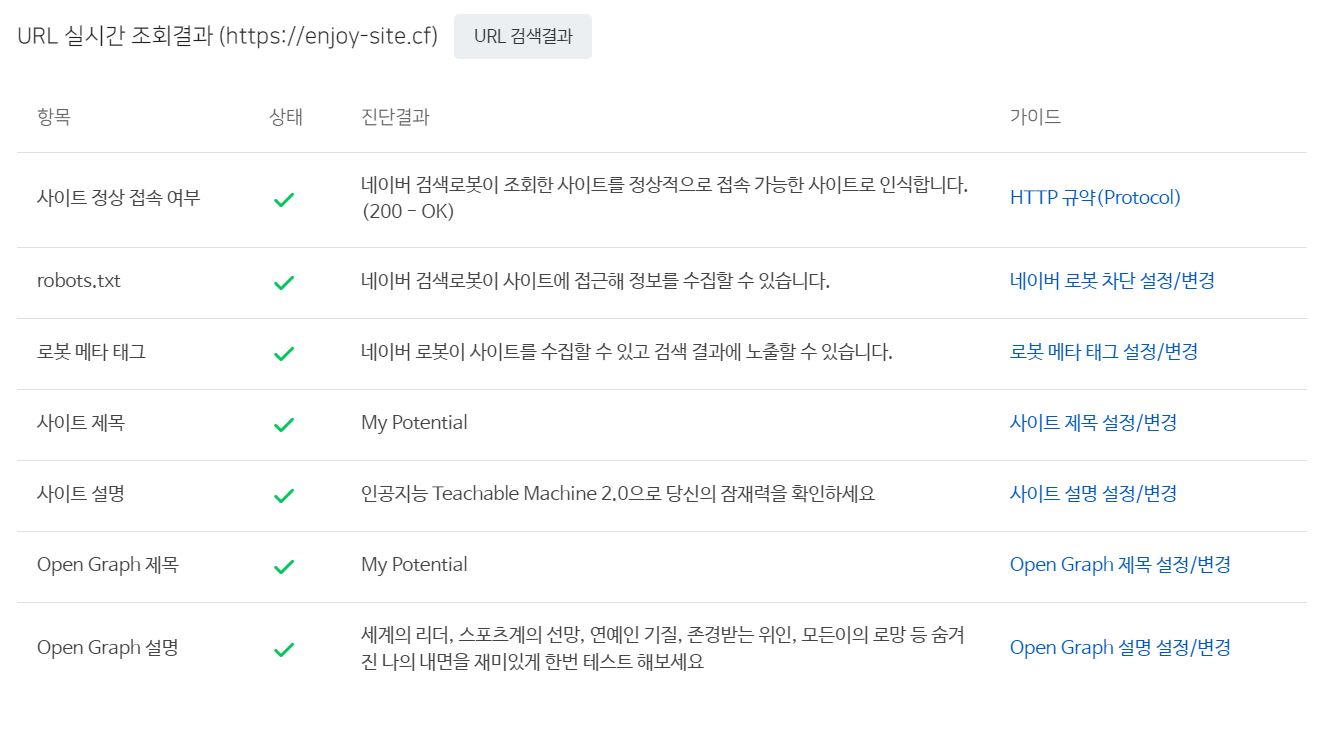 URL 실시간 조회결과 (https://enjoy-site.cf) URL 검색결과
항목 상태 진단결과 가이드
사이트 정상 접속 여부 네이버 검색로봇이 조회한 사이트를 정상적으로 접속 가능한 사이트로 인식합니다.
(200 - OK) HTTP 규약(Protocol)
robots.txt 네이버 검색로봇이 사이트에 접근해 정보를 수집할 수 있습니다. 네이버 로봇 차단 설정/변경
로봇 메타 태그 네이버 로봇이 사이트를 수집할 수 있고 검색 결과에 노출할 수 있습니다. 로봇 메타 태그 설정/변경
사이트 제목 My Potential 사이트 제목 설정/변경
사이트 설명 인공지능 Teachable Machine 2.0으로 당신의 잠재력을 확인하세요 사이트 설명 설정/변경
Open Graph 제목 My Potential Open Graph 제목 설정/변경
Open Graph 설명 세계의 리더, 스포츠계의 선망, 연예인 기질, 존경받는 위인, 모든이의 로망 등 숨겨
진 나의 내면을 재미있게 한번 테스트 해보세요 Open Graph 설명 설정/변경